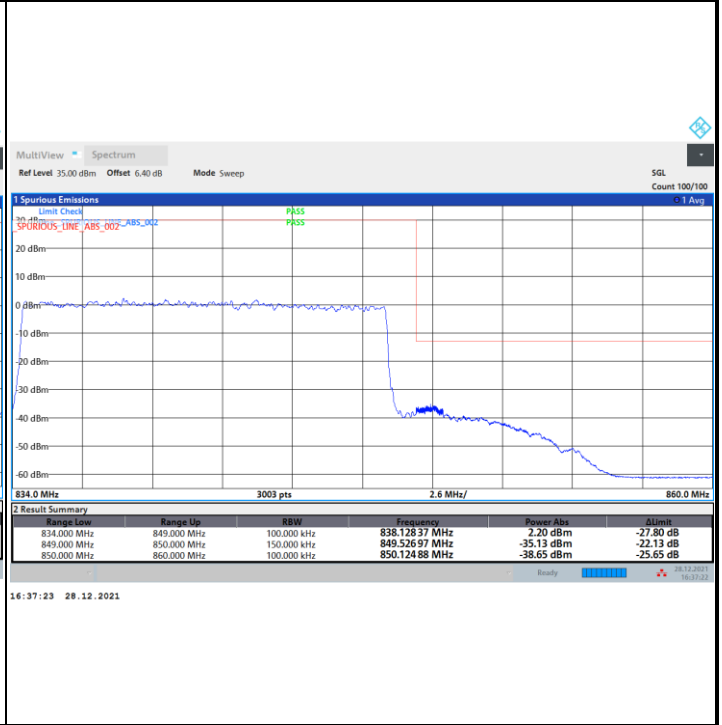 MultiView Spectrum
Ref Level 35.00 dBm Offset 6.40 dB Mode Sweep SGL
Count 100/100
1 Spurious Emissions 1 Avg
Limit Check PASS
_SPURIOUS_LINE_ABS_002 PASS
20 dBm
10 dBm
0 dBm
-10 dBm
-20 dBm
-30 dBm
-40 dBm
-50 dBm
-60 dBm
834.0 MHz 3003 pts 2.6 MHz/ 860.0 MHz
2 Result Summary
Range Low Range Up RBW Frequency Power Abs ΔLimit
834.000 MHz 849.000 MHz 100.000 kHz 838.128 37 MHz 2.20 dBm -27.80 dB
849.000 MHz 850.000 MHz 150.000 kHz 849.526 97 MHz -35.13 dBm -22.13 dB
850.000 MHz 860.000 MHz 100.000 kHz 850.124 88 MHz -38.65 dBm -25.65 dB
Ready 28.12.2021
16:37:22
16:37:23 28.12.2021